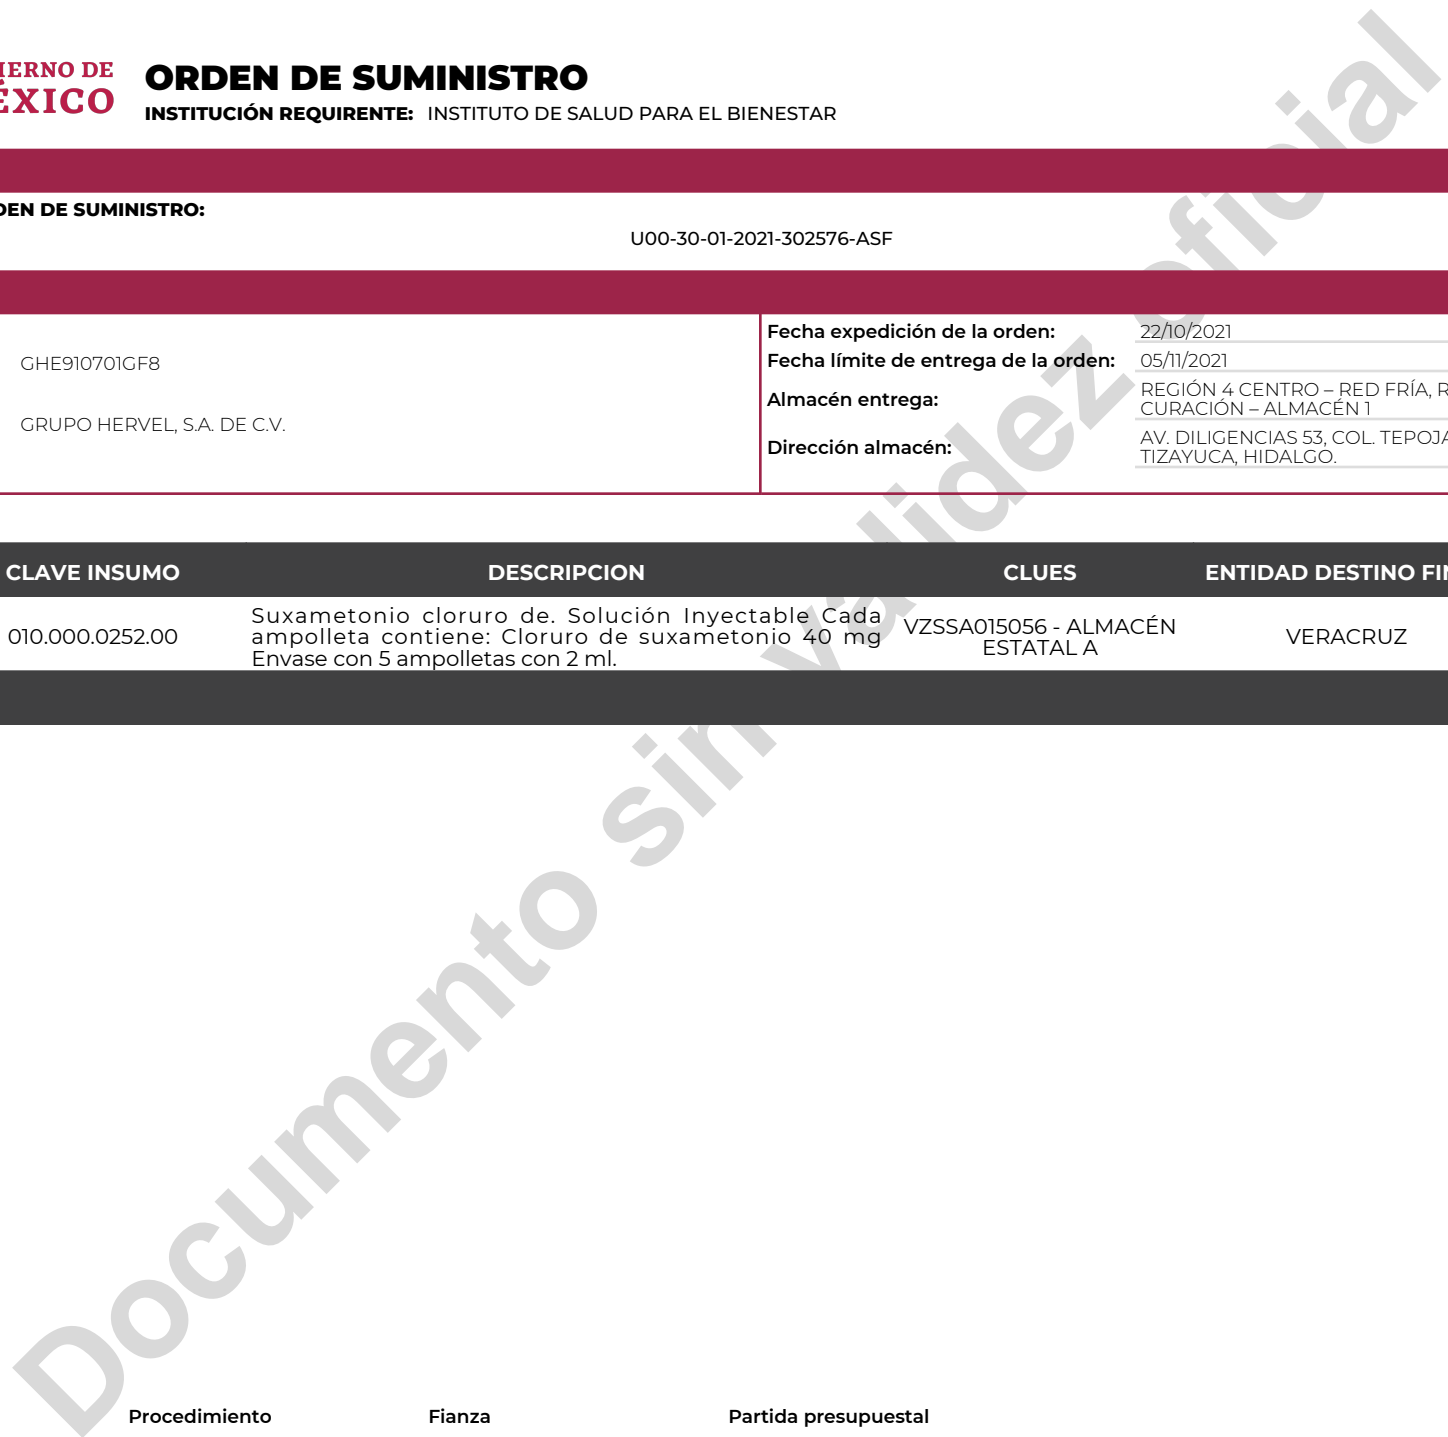 IERNO DE
ÉXICO
ORDEN DE SUMINISTRO
INSTITUCIÓN REQUIRENTE: INSTITUTO DE SALUD PARA EL BIENESTAR
DEN DE SUMINISTRO:
U00-30-01-2021-302576-ASF
GHE910701GF8
GRUPO HERVEL, S.A. DE C.V.
Fecha expedición de la orden: 22/10/2021
Fecha límite de entrega de la orden: 05/11/2021
Almacén entrega: REGIÓN 4 CENTRO – RED FRÍA, R
CURACIÓN – ALMACÉN 1
Dirección almacén: AV. DILIGENCIAS 53, COL. TEPOJA
TIZAYUCA, HIDALGO.
CLAVE INSUMO DESCRIPCION CLUES ENTIDAD DESTINO FIN
010.000.0252.00
Suxametonio cloruro de. Solución Inyectable Cada
ampolleta contiene: Cloruro de suxametonio 40 mg
Envase con 5 ampolletas con 2 ml.
VZSSA015056 - ALMACÉN
ESTATAL A
VERACRUZ
Documento sin validez oficial
Procedimiento Fianza Partida presupuestal